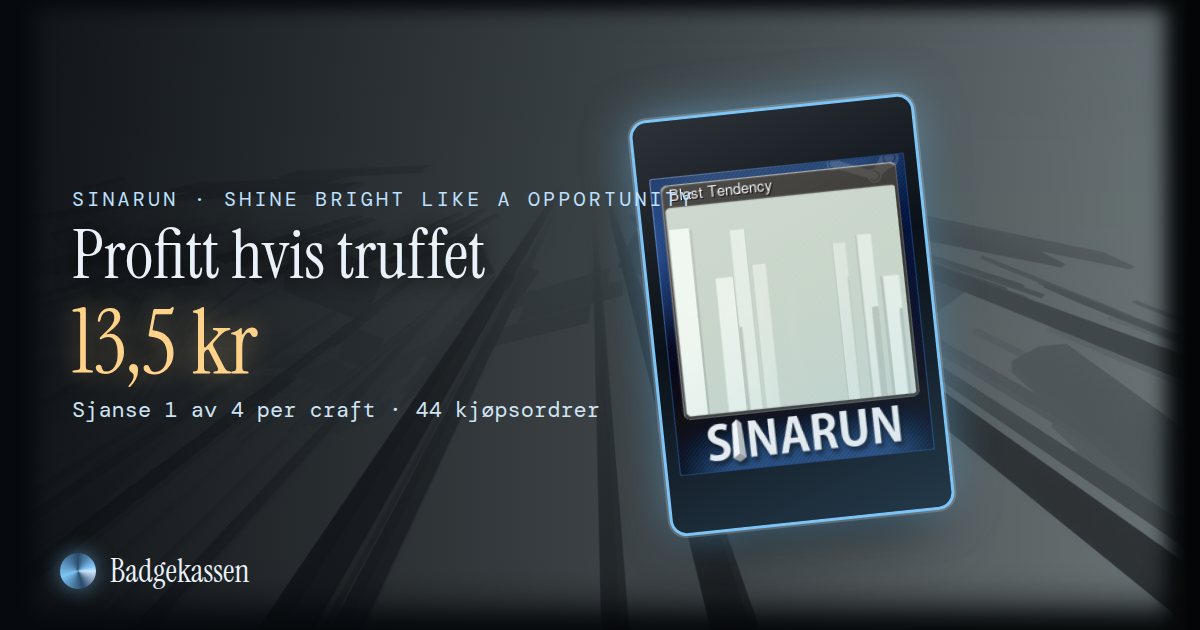 SINARUN · SHINE BRIGHT LIKE A OPPORTUNITY
Profitt hvis truffet
13,5 kr
Sjanse 1 av 4 per craft · 44 kjøpsordrer
Blast Tendency
SINARUN
Badgekassen